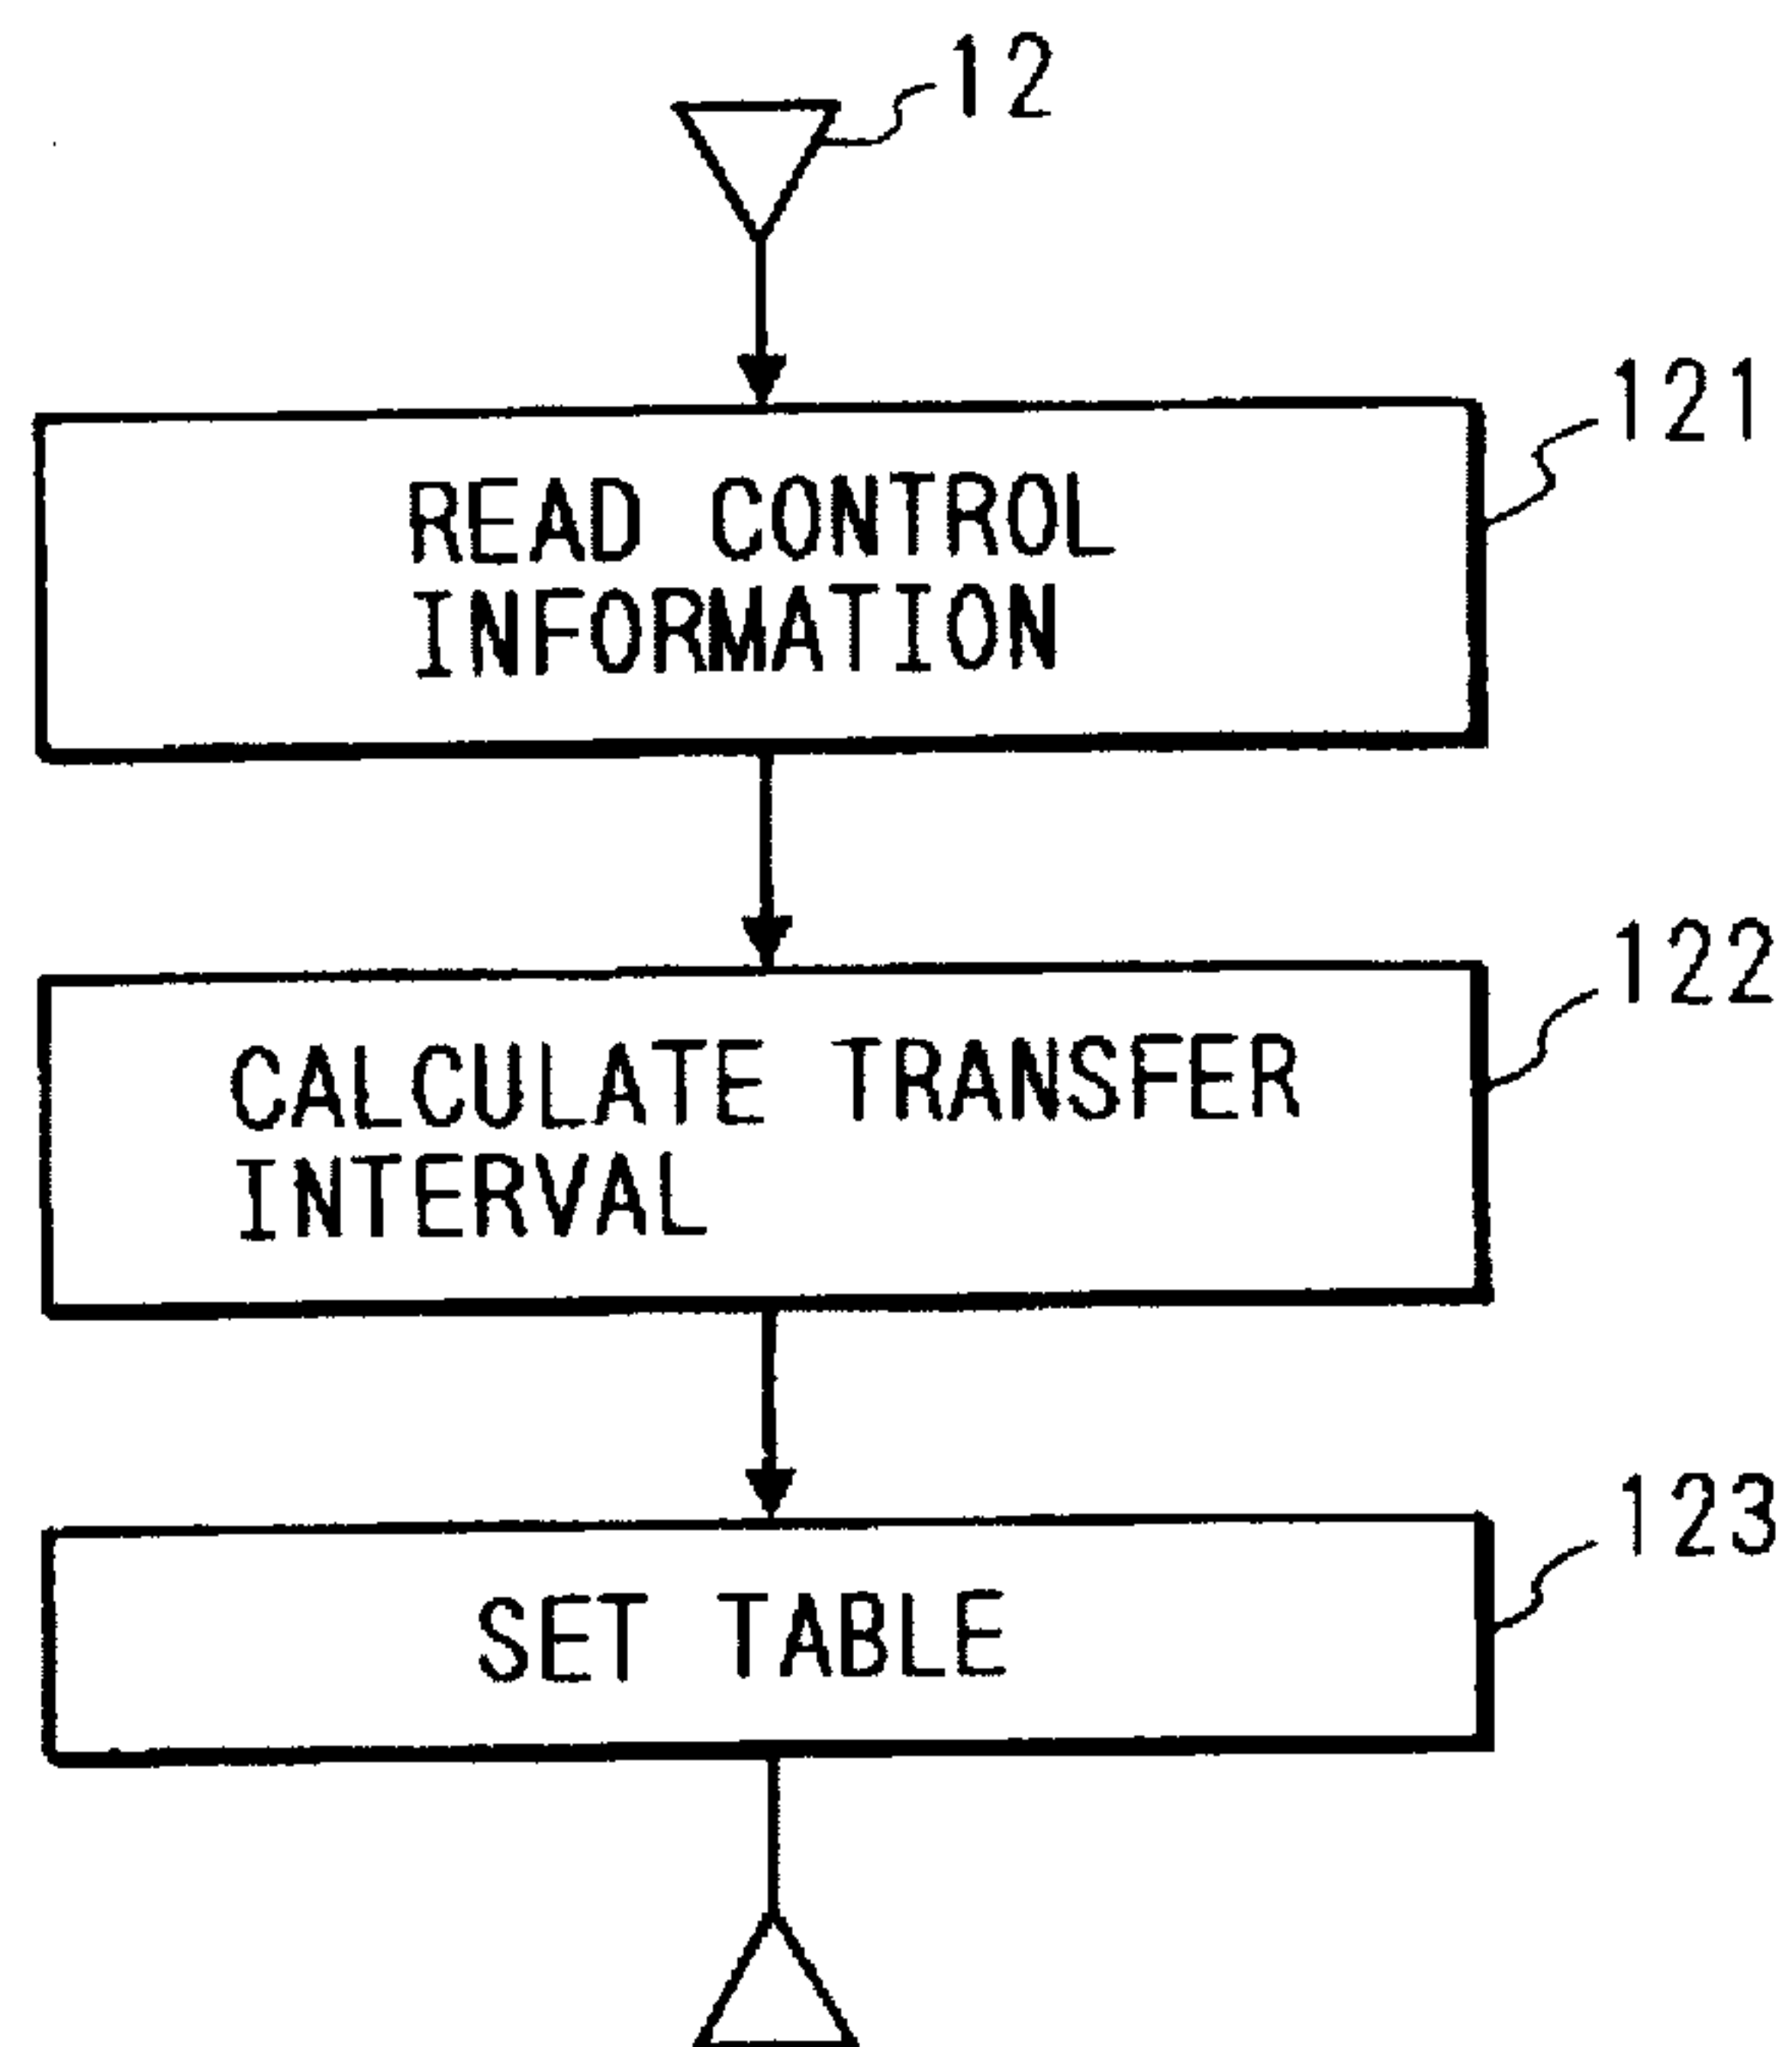 12
121
READ CONTROL
INFORMATION
122
CALCULATE TRANSFER
INTERVAL
123
SET TABLE